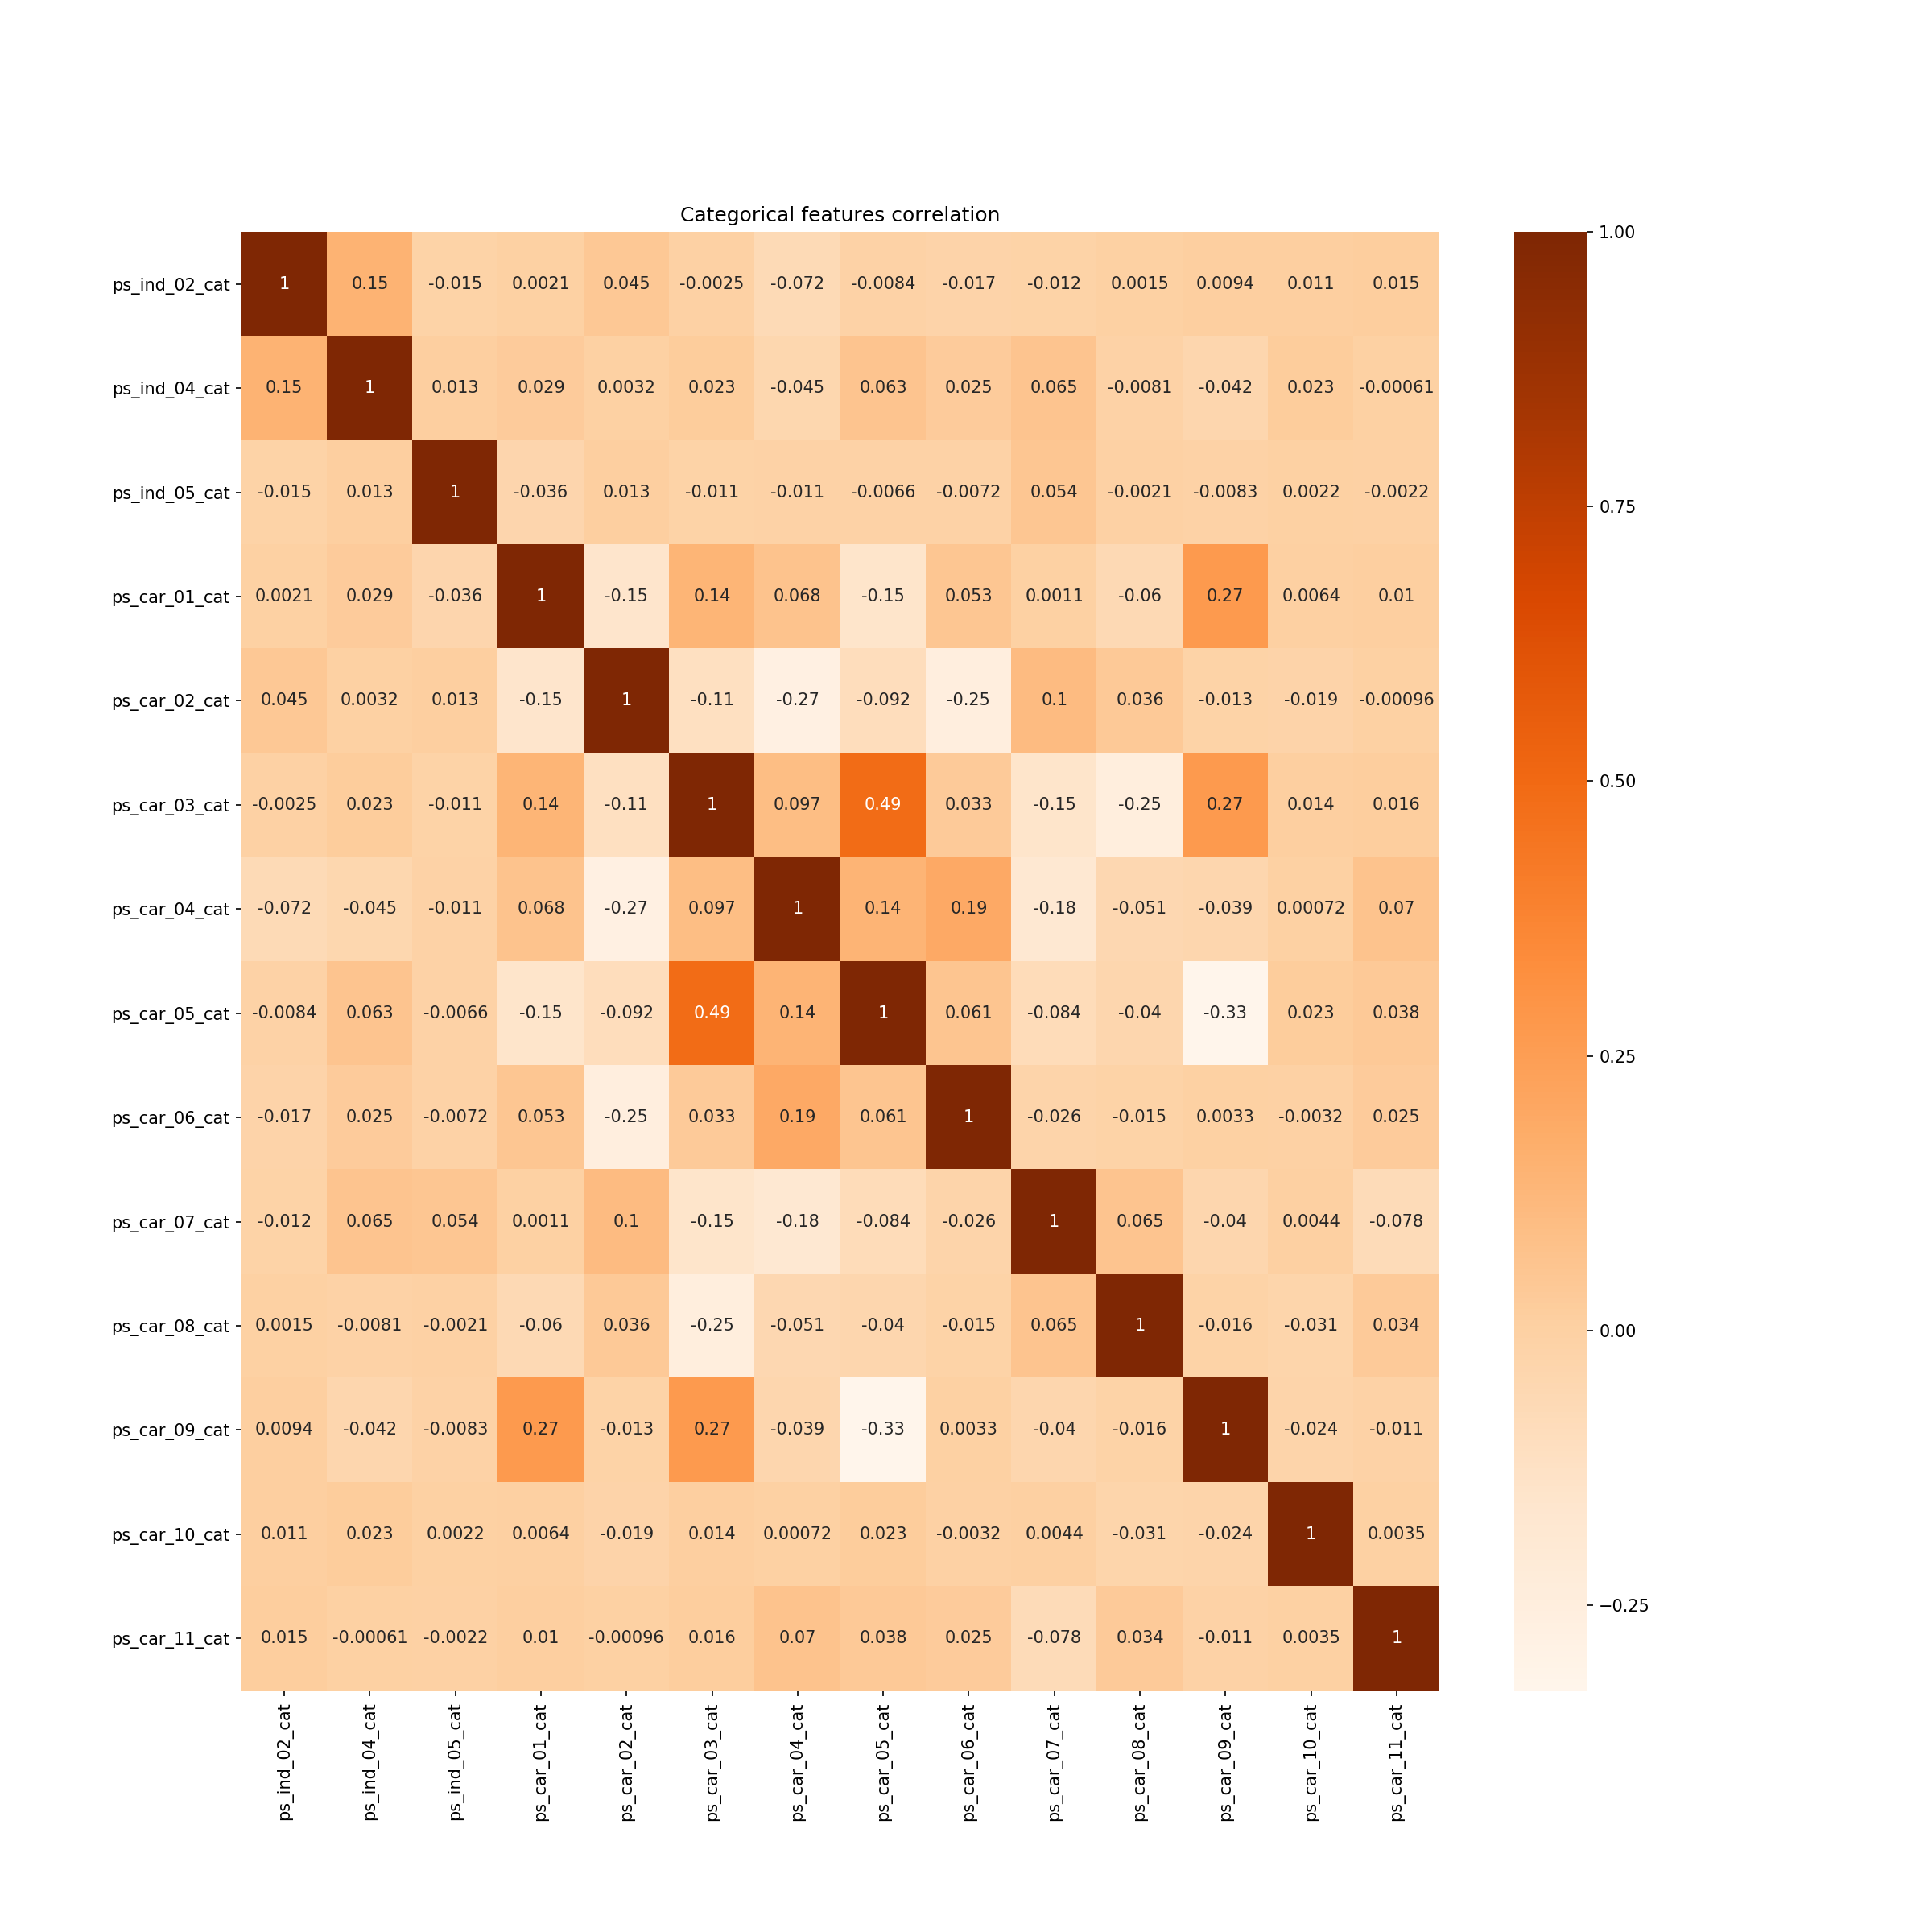 Categorical features correlation
ps_ind_02_cat 1 0.15 -0.015 0.0021 0.045 -0.0025 -0.072 -0.0084 -0.017 -0.012 0.0015 0.0094 0.011 0.015
ps_ind_04_cat 0.15 1 0.013 0.029 0.0032 0.023 -0.045 0.063 0.025 0.065 -0.0081 -0.042 0.023 -0.00061
ps_ind_05_cat -0.015 0.013 1 -0.036 0.013 -0.011 -0.011 -0.0066 -0.0072 0.054 -0.0021 -0.0083 0.0022 -0.0022
ps_car_01_cat 0.0021 0.029 -0.036 1 -0.15 0.14 0.068 -0.15 0.053 0.0011 -0.06 0.27 0.0064 0.01
ps_car_02_cat 0.045 0.0032 0.013 -0.15 1 -0.11 -0.27 -0.092 -0.25 0.1 0.036 -0.013 -0.019 -0.00096
ps_car_03_cat -0.0025 0.023 -0.011 0.14 -0.11 1 0.097 0.49 0.033 -0.15 -0.25 0.27 0.014 0.016
ps_car_04_cat -0.072 -0.045 -0.011 0.068 -0.27 0.097 1 0.14 0.19 -0.18 -0.051 -0.039 0.00072 0.07
ps_car_05_cat -0.0084 0.063 -0.0066 -0.15 -0.092 0.49 0.14 1 0.061 -0.084 -0.04 -0.33 0.023 0.038
ps_car_06_cat -0.017 0.025 -0.0072 0.053 -0.25 0.033 0.19 0.061 1 -0.026 -0.015 0.0033 -0.0032 0.025
ps_car_07_cat -0.012 0.065 0.054 0.0011 0.1 -0.15 -0.18 -0.084 -0.026 1 0.065 -0.04 0.0044 -0.078
ps_car_08_cat 0.0015 -0.0081 -0.0021 -0.06 0.036 -0.25 -0.051 -0.04 -0.015 0.065 1 -0.016 -0.031 0.034
ps_car_09_cat 0.0094 -0.042 -0.0083 0.27 -0.013 0.27 -0.039 -0.33 0.0033 -0.04 -0.016 1 -0.024 -0.011
ps_car_10_cat 0.011 0.023 0.0022 0.0064 -0.019 0.014 0.00072 0.023 -0.0032 0.0044 -0.031 -0.024 1 0.0035
ps_car_11_cat 0.015 -0.00061 -0.0022 0.01 -0.00096 0.016 0.07 0.038 0.025 -0.078 0.034 -0.011 0.0035 1
ps_ind_02_cat
ps_ind_04_cat
ps_ind_05_cat
ps_car_01_cat
ps_car_02_cat
ps_car_03_cat
ps_car_04_cat
ps_car_05_cat
ps_car_06_cat
ps_car_07_cat
ps_car_08_cat
ps_car_09_cat
ps_car_10_cat
ps_car_11_cat
1.00
0.75
0.50
0.25
0.00
−0.25